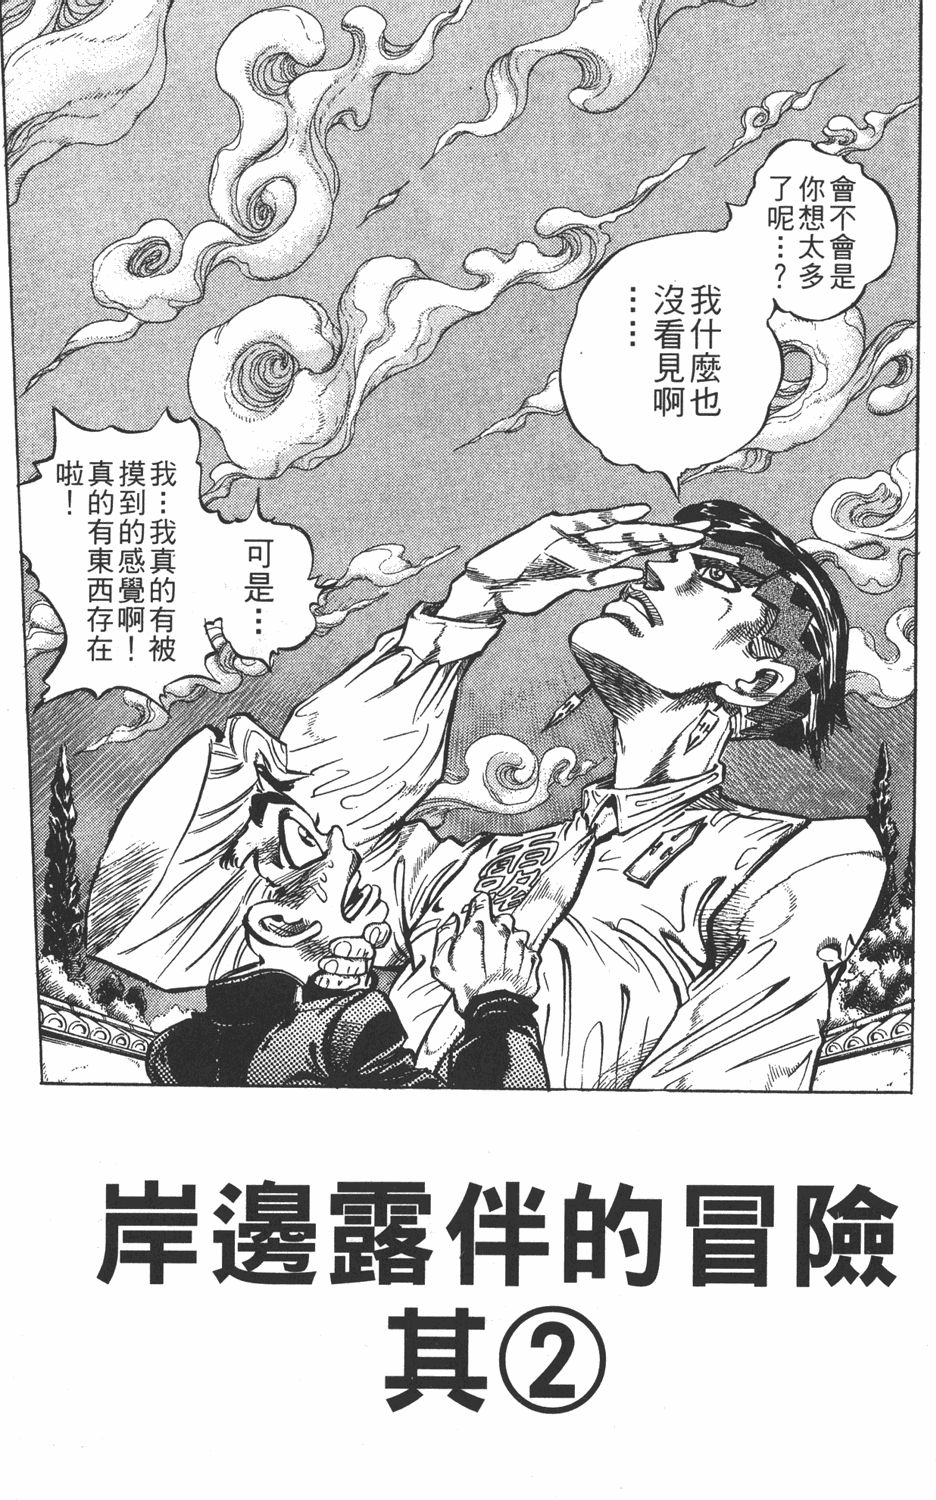 會不會是
你想太多
了呢…?
我什麼也
沒看見啊
……
可是…
我…我真的有被
摸到的感覺啊!
真的有東西存在
啦!
岸邊露伴的冒險
其②